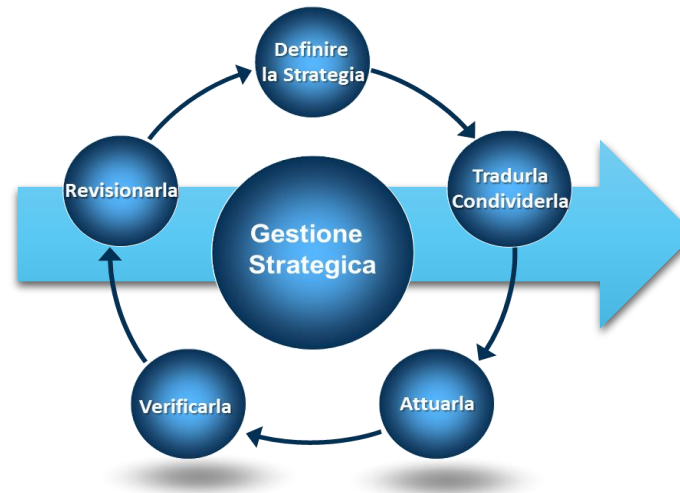 Definire
la Strategia
Tradurla
Condividerla
Attuarla
Verificarla
Revisionarla
Gestione
Strategica